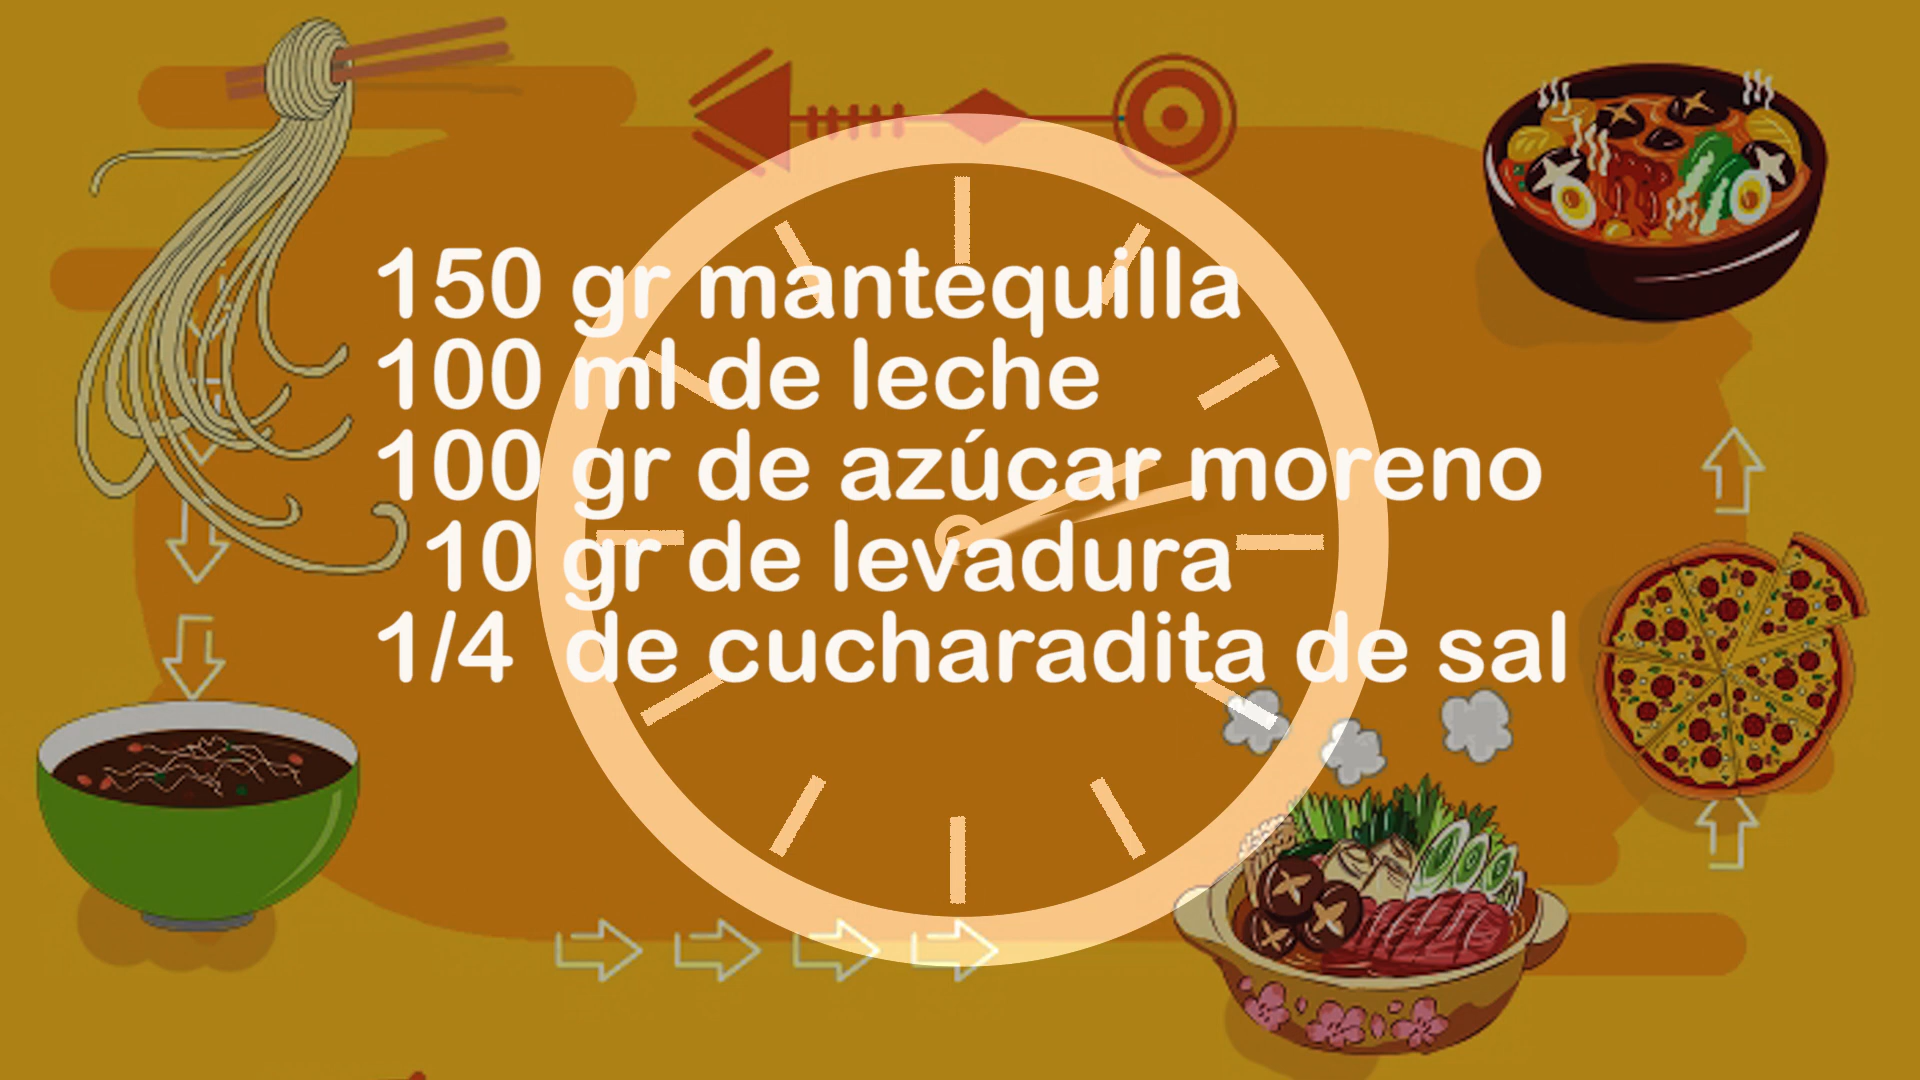 150 gr mantequilla
100 ml de leche
100 gr de azúcar moreno
10 gr de levadura
1/4 de cucharadita de sal